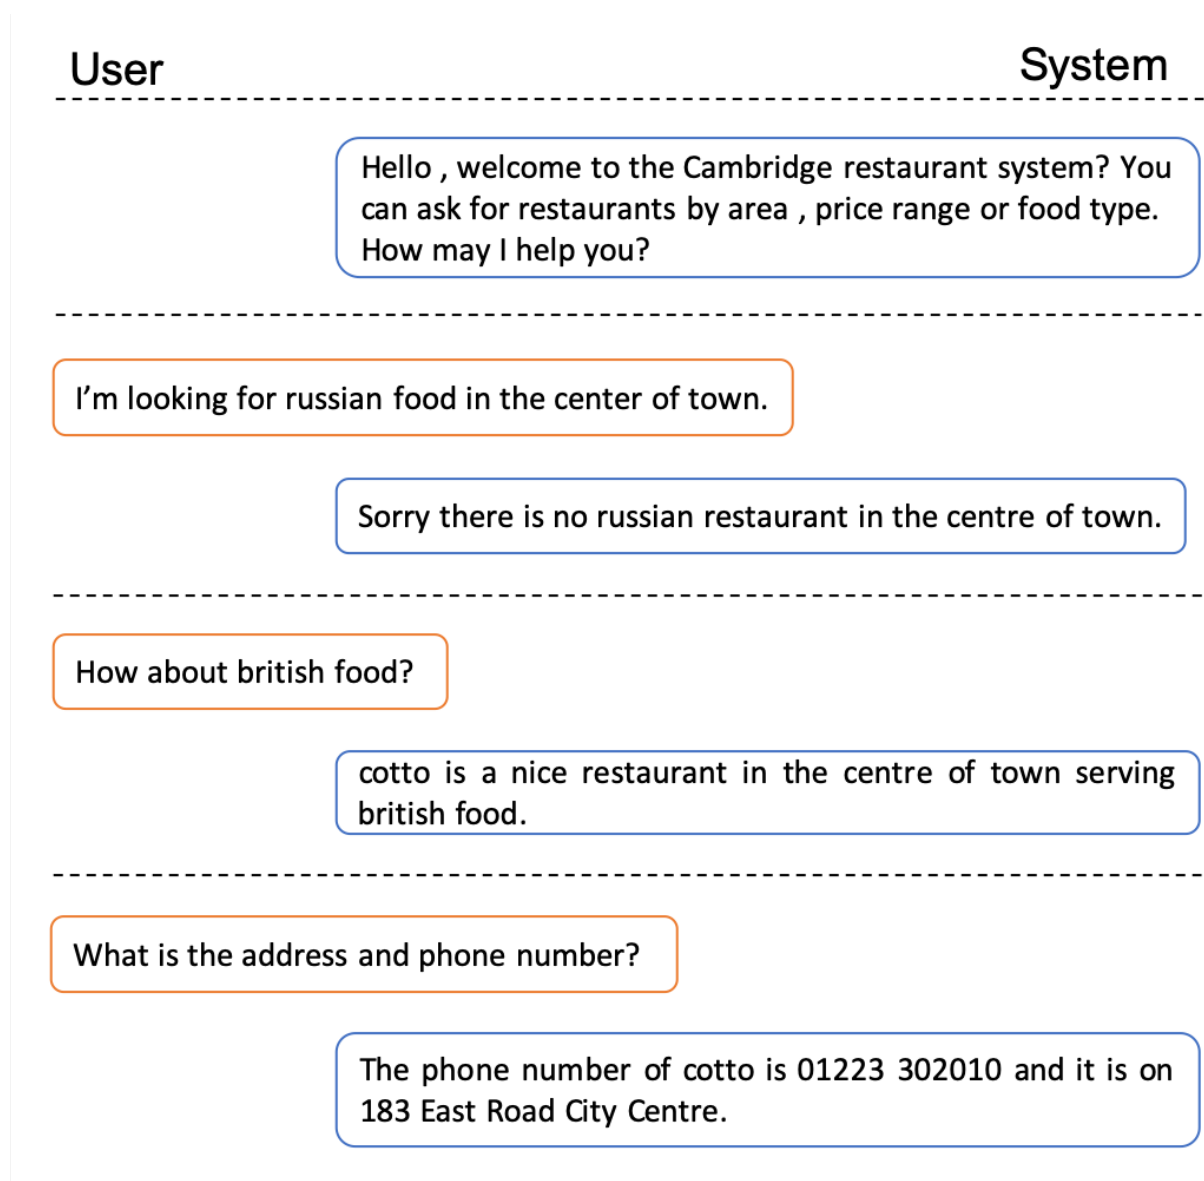 User
System
Hello , welcome to the Cambridge restaurant system? You
can ask for restaurants by area , price range or food type.
How may I help you?
I’m looking for russian food in the center of town.
Sorry there is no russian restaurant in the centre of town.
How about british food?
cotto is a nice restaurant in the centre of town serving
british food.
What is the address and phone number?
The phone number of cotto is 01223 302010 and it is on
183 East Road City Centre.